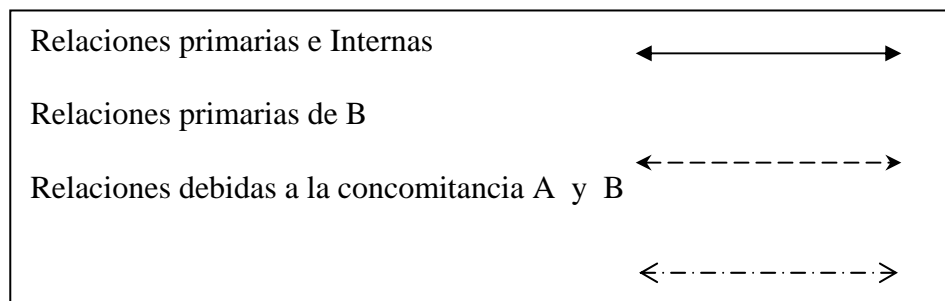 Relaciones primarias e Internas
Relaciones primarias de B
Relaciones debidas a la concomitancia A y B